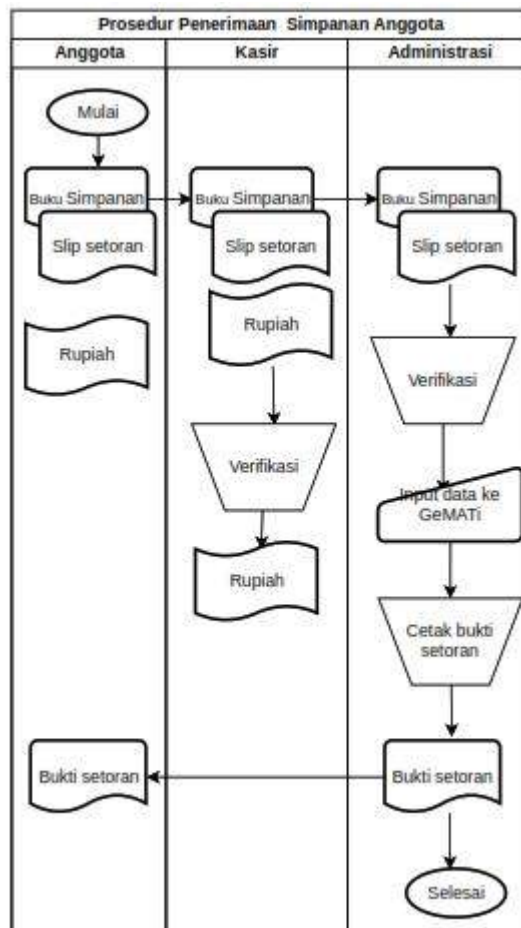 Prosedur Penerimaan Simpanan Anggota
Anggota
Kasir
Administrasi
Mulai
Buku Simpanan
Slip setoran
Rupiah
Buku Simpanan
Slip setoran
Rupiah
Verifikasi
Rupiah
Buku Simpanan
Slip setoran
Verifikasi
Input data ke
GeMATi
Cetak bukti
setoran
Bukti setoran
Bukti setoran
Selesai